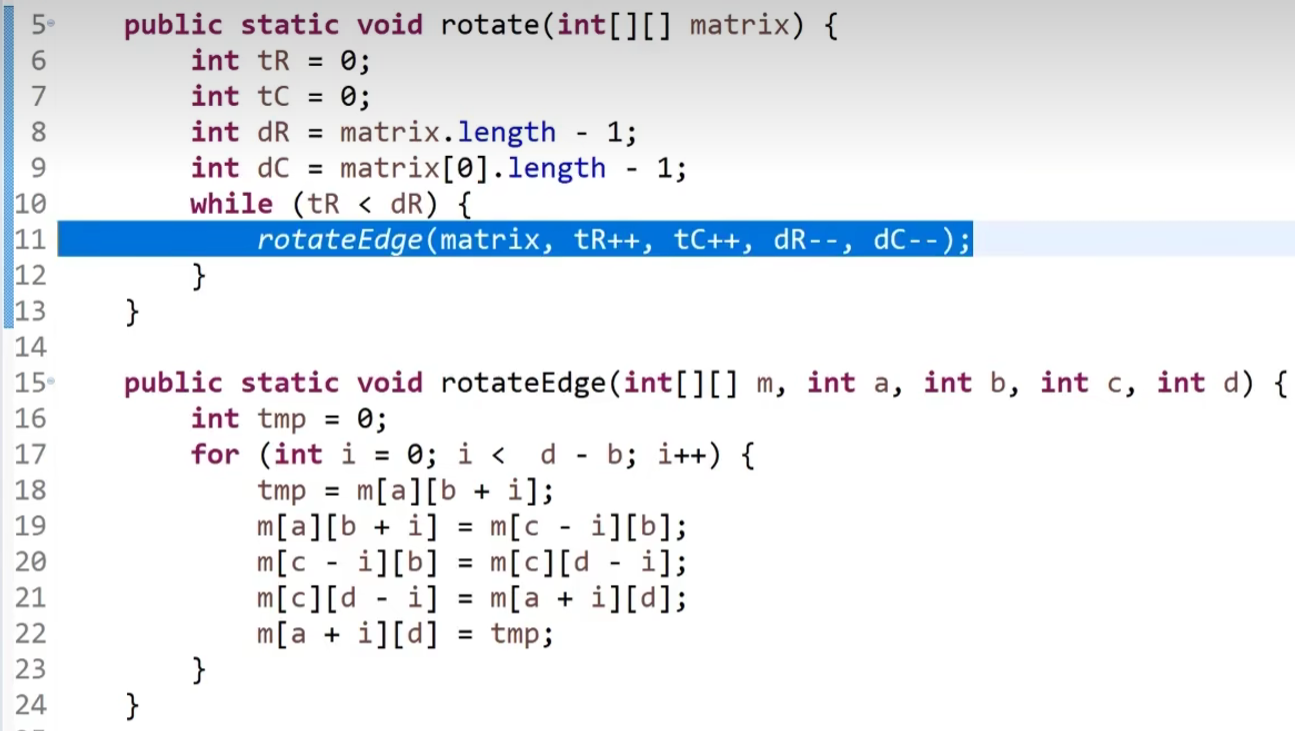 5 public static void rotate(int[][] matrix) {
6 int tR = 0;
7 int tC = 0;
8 int dR = matrix.length - 1;
9 int dC = matrix[0].length - 1;
10 while (tR < dR) {
11 rotateEdge(matrix, tR++, tC++, dR--, dC--);
12 }
13 }
14
15 public static void rotateEdge(int[][] m, int a, int b, int c, int d) {
16 int tmp = 0;
17 for (int i = 0; i <  d - b; i++) {
18 tmp = m[a][b + i];
19 m[a][b + i] = m[c - i][b];
20 m[c - i][b] = m[c][d - i];
21 m[c][d - i] = m[a + i][d];
22 m[a + i][d] = tmp;
23 }
24 }